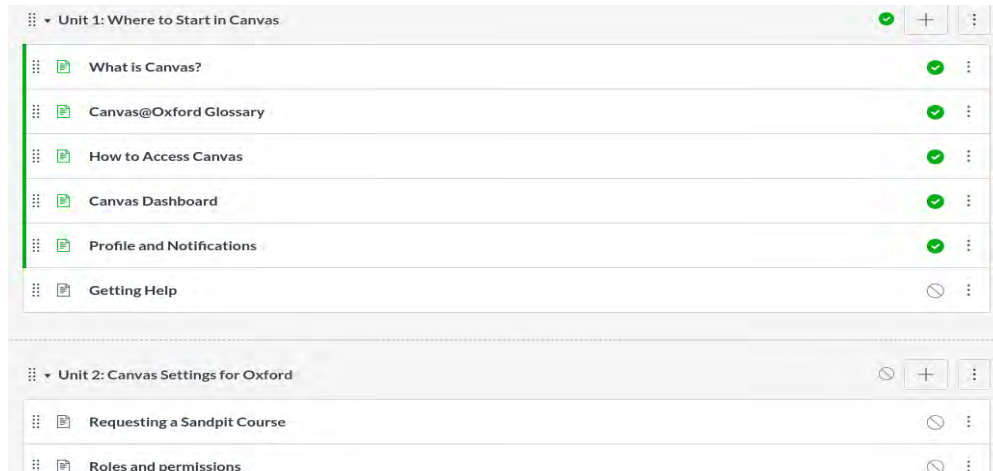 Unit 1: Where to Start in Canvas
What is Canvas?
Canvas@Oxford Glossary
How to Access Canvas
Canvas Dashboard
Profile and Notifications
Getting Help
Unit 2: Canvas Settings for Oxford
Requesting a Sandpit Course
Roles and permissions